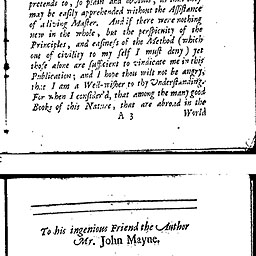 pretends to, so plain and
may be easily apprehended without the Assistance
of a living Master. And if there were nothing
new in the whole, but the perspicuity of the
Principles, and easiness of the Method (which
one of civility to my self I must deny) yet
those alone are sufficient to vindicate me in this
Publication; and I hope thou wilt not be angry,
that I am a Well-wisher to thy Understanding.
For when I consider'd, that among the many good
Books of this Nature, that are abroad in the
A 3 World
To his ingenious Friend the Author
Mr. John Mayne.